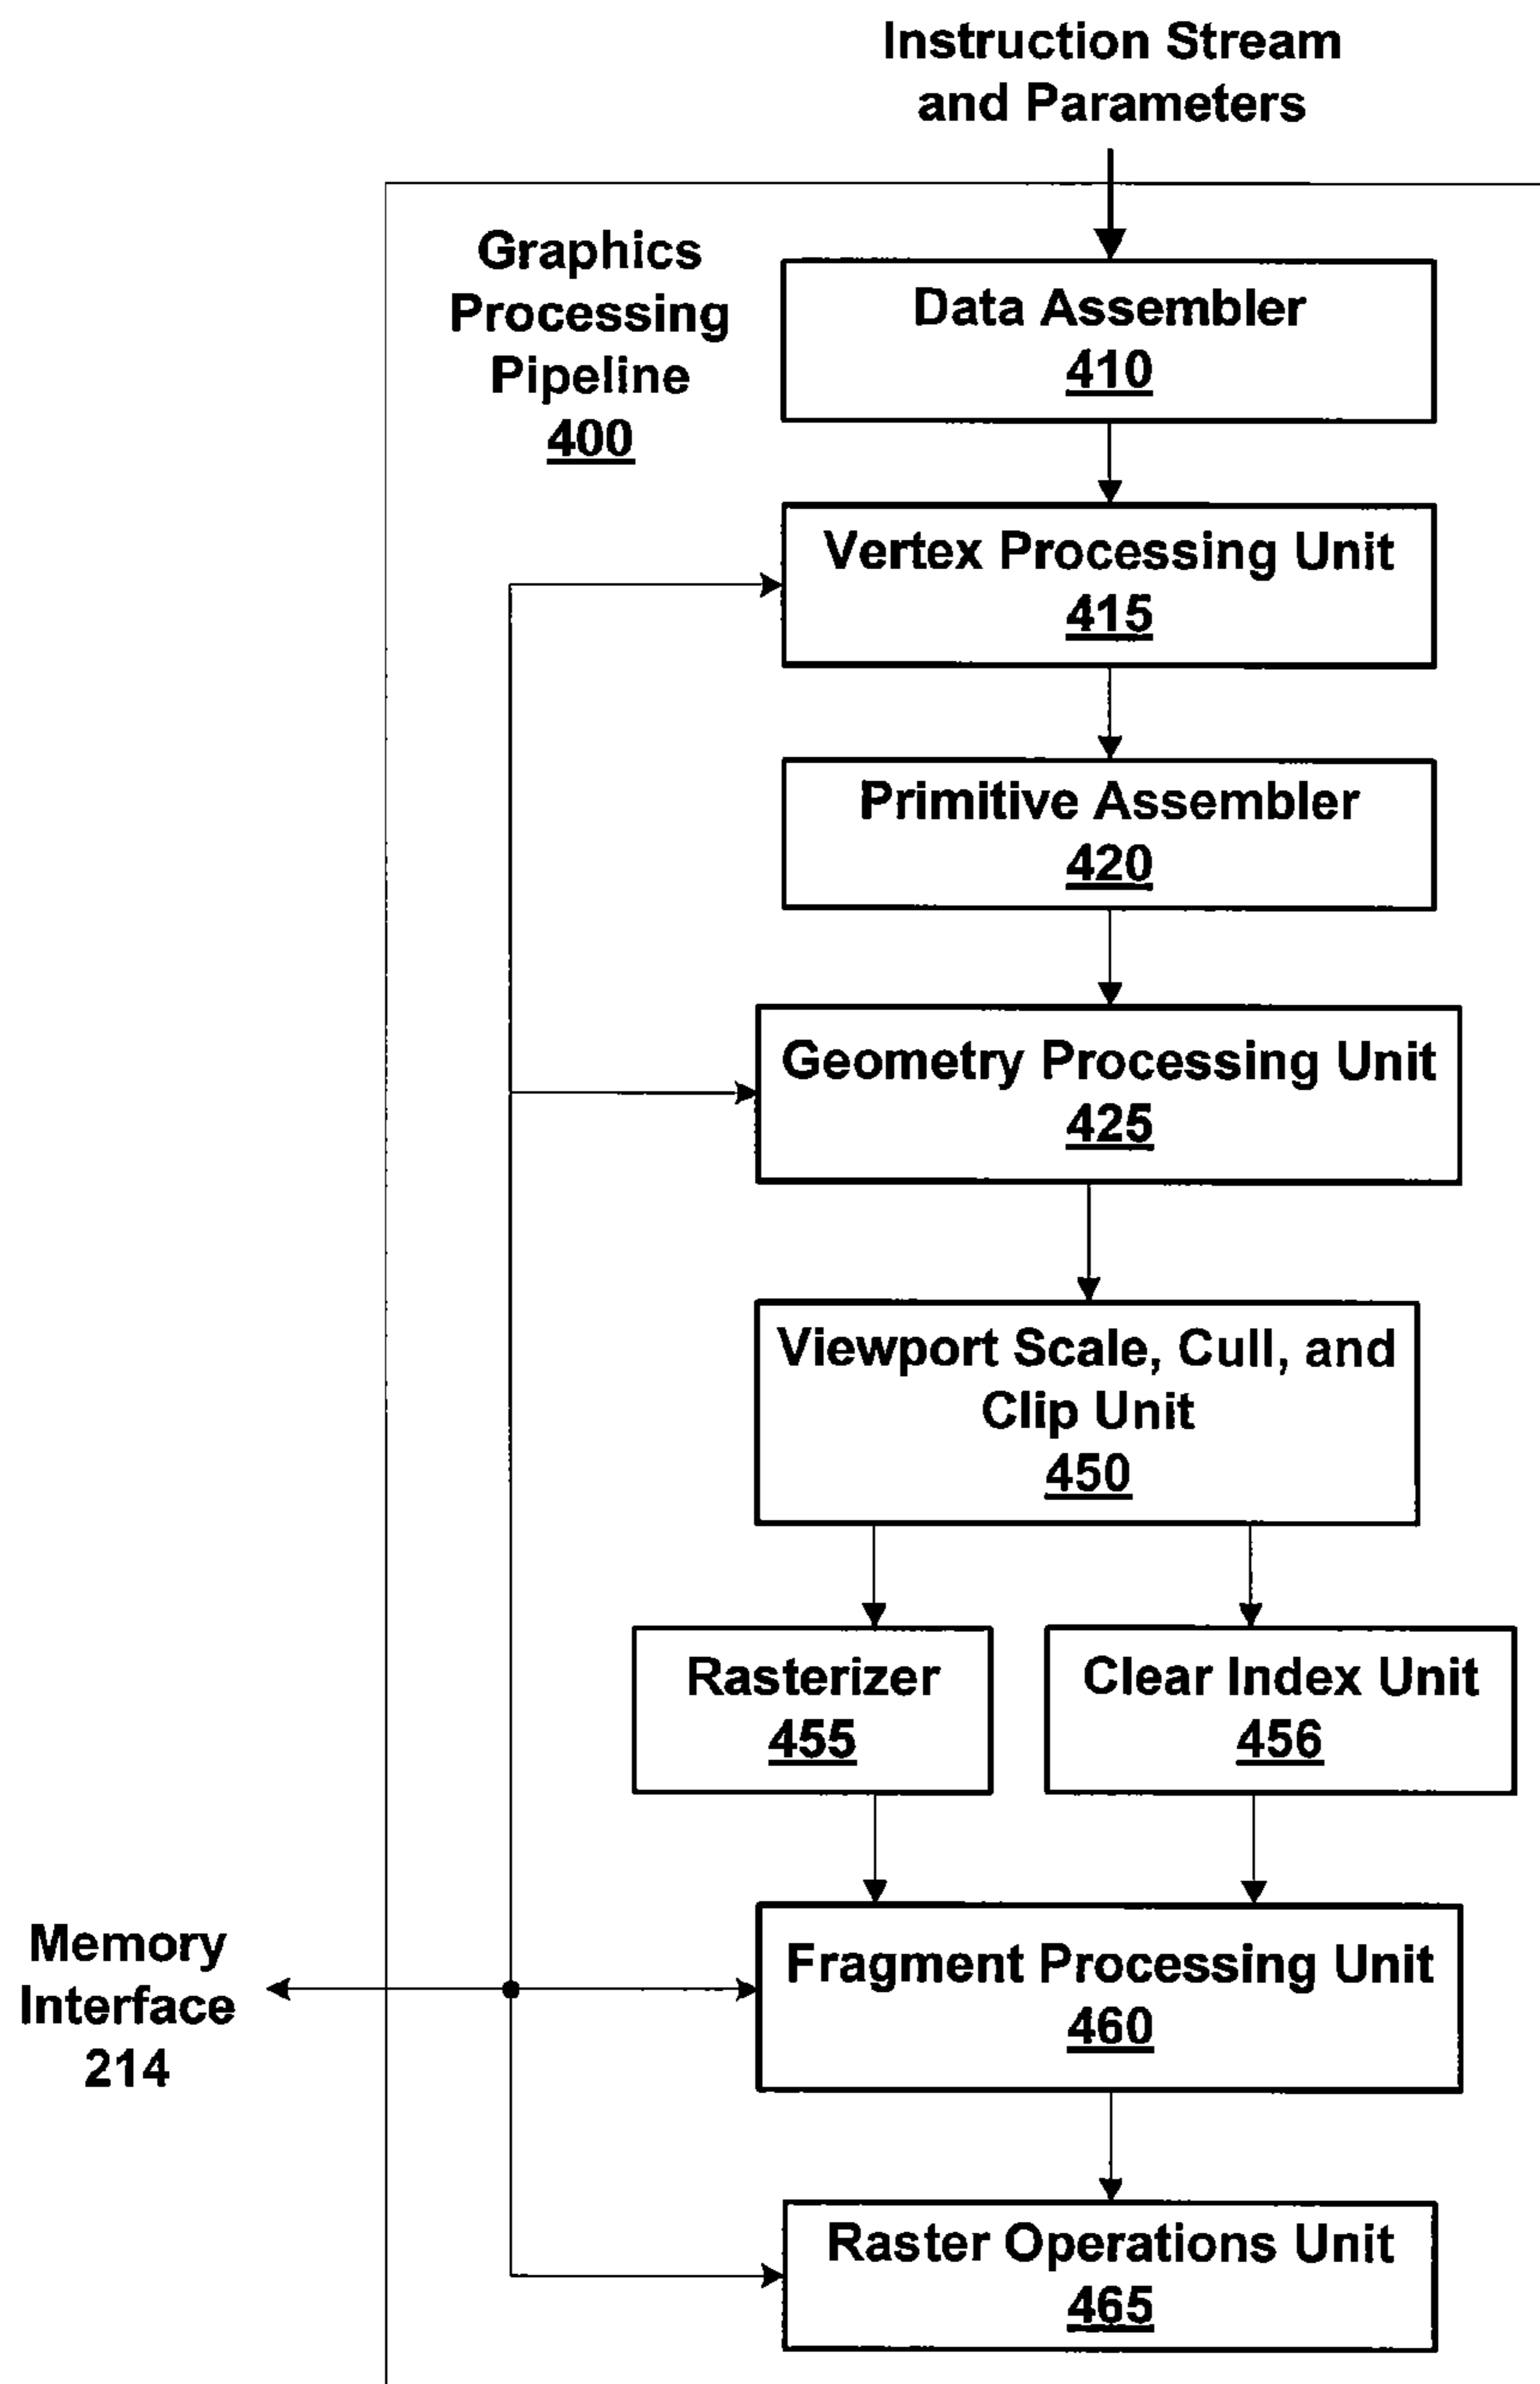 Instruction Stream
and Parameters
Graphics
Processing
Pipeline
400
Data Assembler
410
Vertex Processing Unit
415
Primitive Assembler
420
Geometry Processing Unit
425
Viewport Scale, Cull, and
Clip Unit
450
Rasterizer
455
Clear Index Unit
456
Memory
Interface
214
Fragment Processing Unit
460
Raster Operations Unit
465